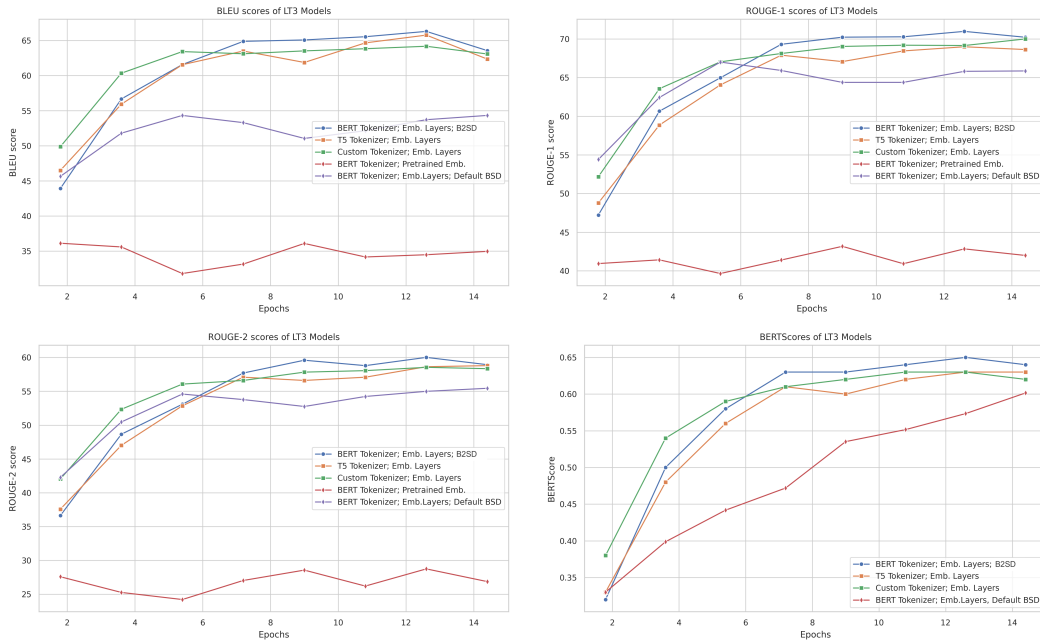 BLEU scores of LT3 Models
BLEU score
65
60
55
50
45
40
35
BERT Tokenizer; Emb. Layers; B2SD
T5 Tokenizer; Emb. Layers
Custom Tokenizer; Emb. Layers
BERT Tokenizer; Pretrained Emb.
BERT Tokenizer; Emb.Layers; Default BSD
2 4 6 8 10 12 14
Epochs
ROUGE-1 scores of LT3 Models
ROUGE-1 score
70
65
60
55
50
45
40
BERT Tokenizer; Emb. Layers; B2SD
T5 Tokenizer; Emb. Layers
Custom Tokenizer; Emb. Layers
BERT Tokenizer; Pretrained Emb.
BERT Tokenizer; Emb.Layers; Default BSD
2 4 6 8 10 12 14
Epochs
ROUGE-2 scores of LT3 Models
ROUGE-2 score
60
55
50
45
40
35
30
25
BERT Tokenizer; Emb. Layers; B2SD
T5 Tokenizer; Emb. Layers
Custom Tokenizer; Emb. Layers
BERT Tokenizer; Pretrained Emb.
BERT Tokenizer; Emb.Layers; Default BSD
2 4 6 8 10 12 14
Epochs
BERTScores of LT3 Models
BERTScore
0.65
0.60
0.55
0.50
0.45
0.40
0.35
BERT Tokenizer; Emb. Layers; B2SD
T5 Tokenizer; Emb. Layers
Custom Tokenizer; Emb. Layers
BERT Tokenizer; Emb.Layers, Default BSD
2 4 6 8 10 12 14
Epochs